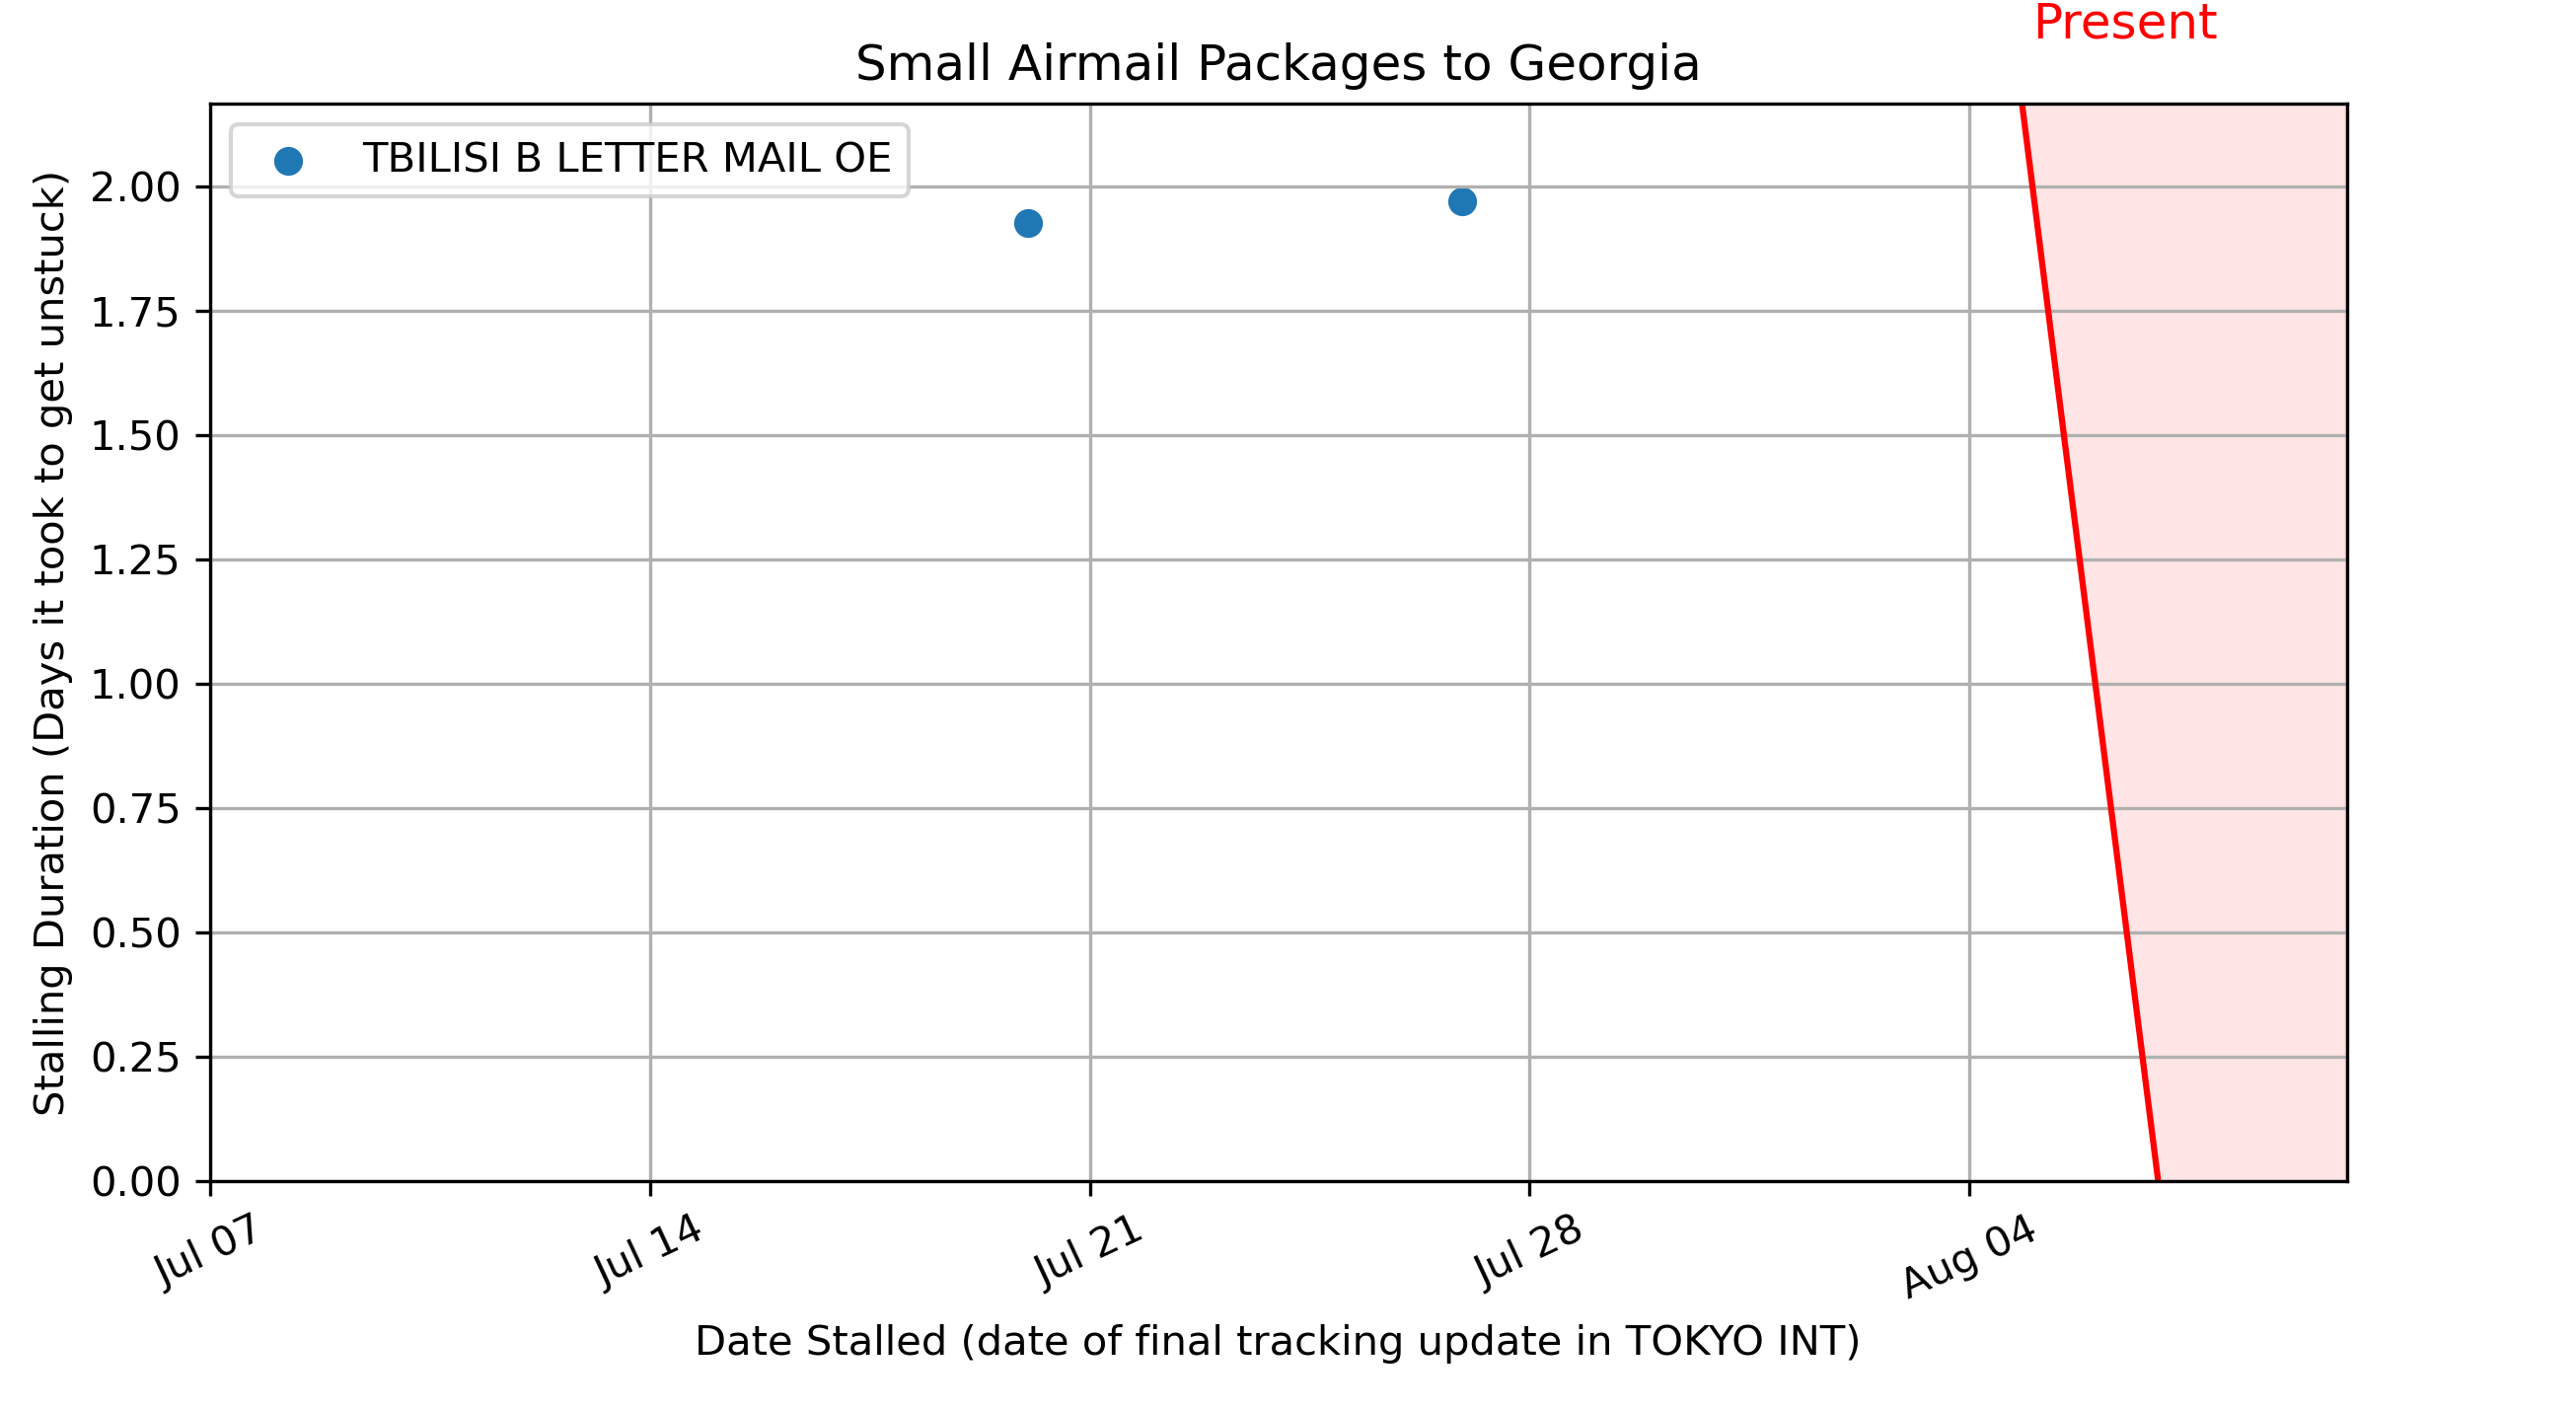 Present
Small Airmail Packages to Georgia
TBILISI B LETTER MAIL OE
Stalling Duration (Days it took to get unstuck)
2.00
1.75
1.50
1.25
1.00
0.75
0.50
0.25
0.00
Jul 07 Jul 14 Jul 21 Jul 28 Aug 04
Date Stalled (date of final tracking update in TOKYO INT)